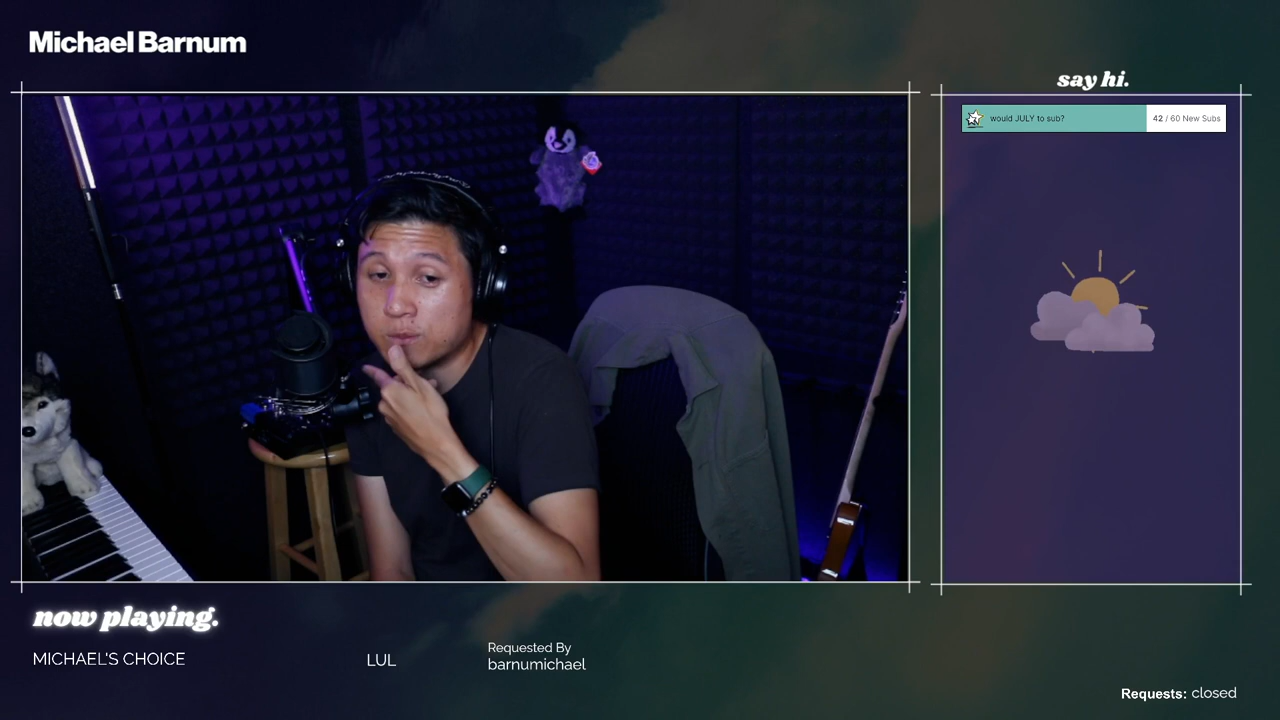 Michael Barnum
say hi.
would JULY to sub?
42 / 60 New Subs
now playing.
MICHAEL'S CHOICE
LUL
Requested By
barnumichael
Requests: closed